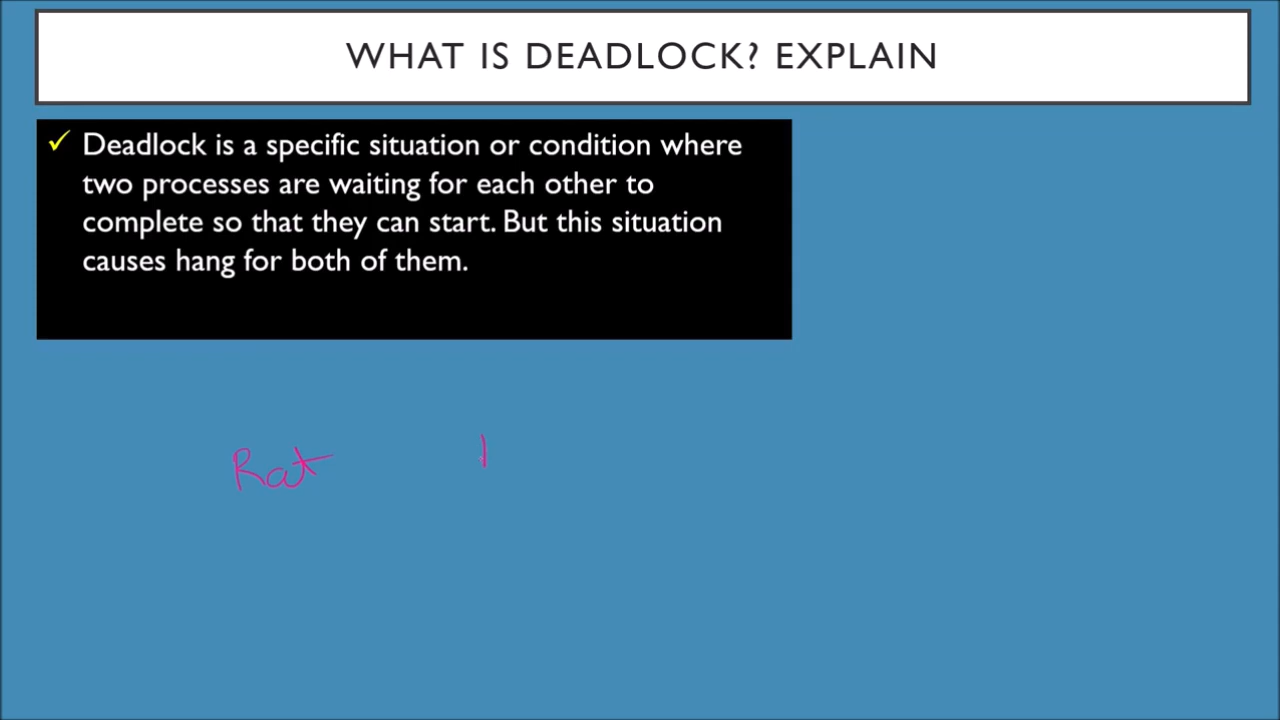 WHAT IS DEADLOCK? EXPLAIN
✓ Deadlock is a specific situation or condition where
two processes are waiting for each other to
complete so that they can start. But this situation
causes hang for both of them.
Rat